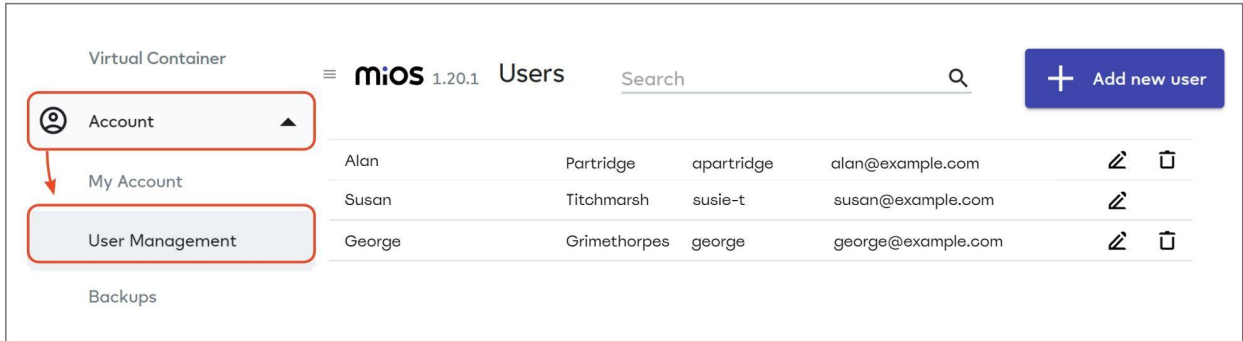 Virtual Container
Account
My Account
User Management
Backups
MiOS 1.20.1 Users Search Add new user
Alan Partridge apartridge alan@example.com
Susan Titchmarsh susie-t susan@example.com
George Grimethorpes george george@example.com